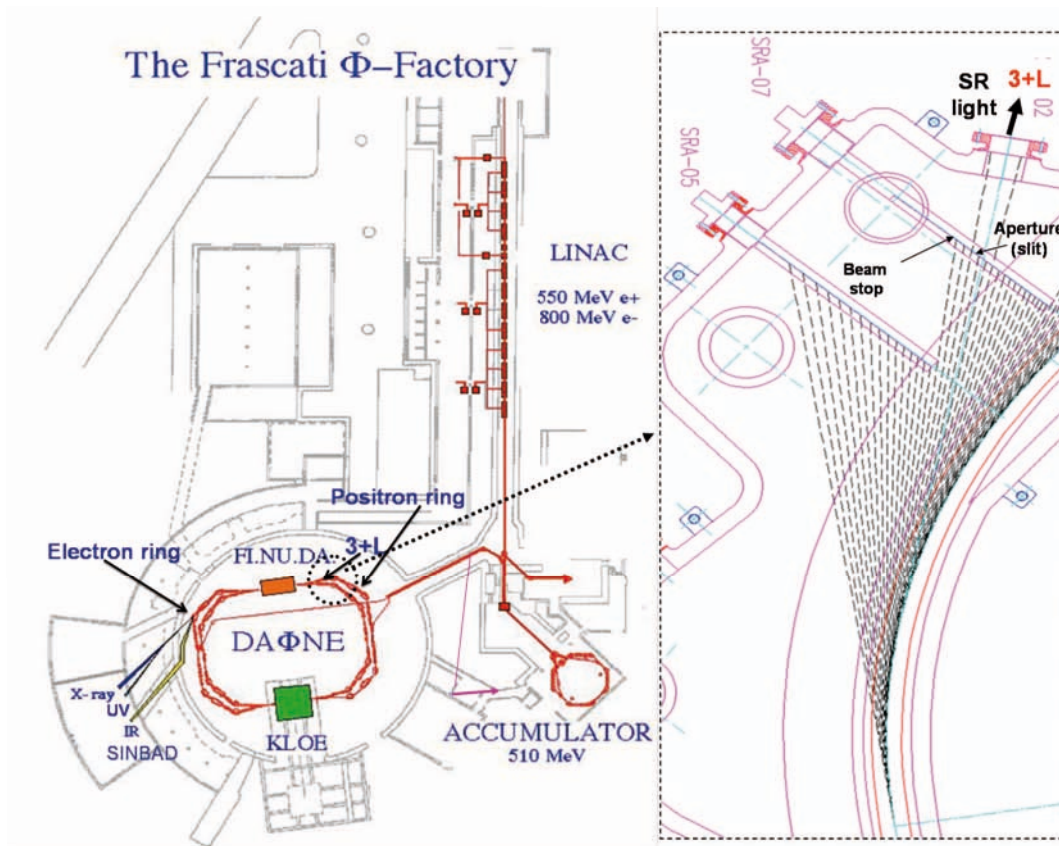 The Frascati Φ–Factory
LINAC
550 MeV e+
800 MeV e-
Positron ring
Electron ring
FI.NU.DA.
3+L
DAΦNE
X- ray
UV
IR
SINBAD
KLOE
ACCUMULATOR
510 MeV
SRA-07
SRA-05
SR
light
3+L
02
Aperture
(slit)
Beam
stop